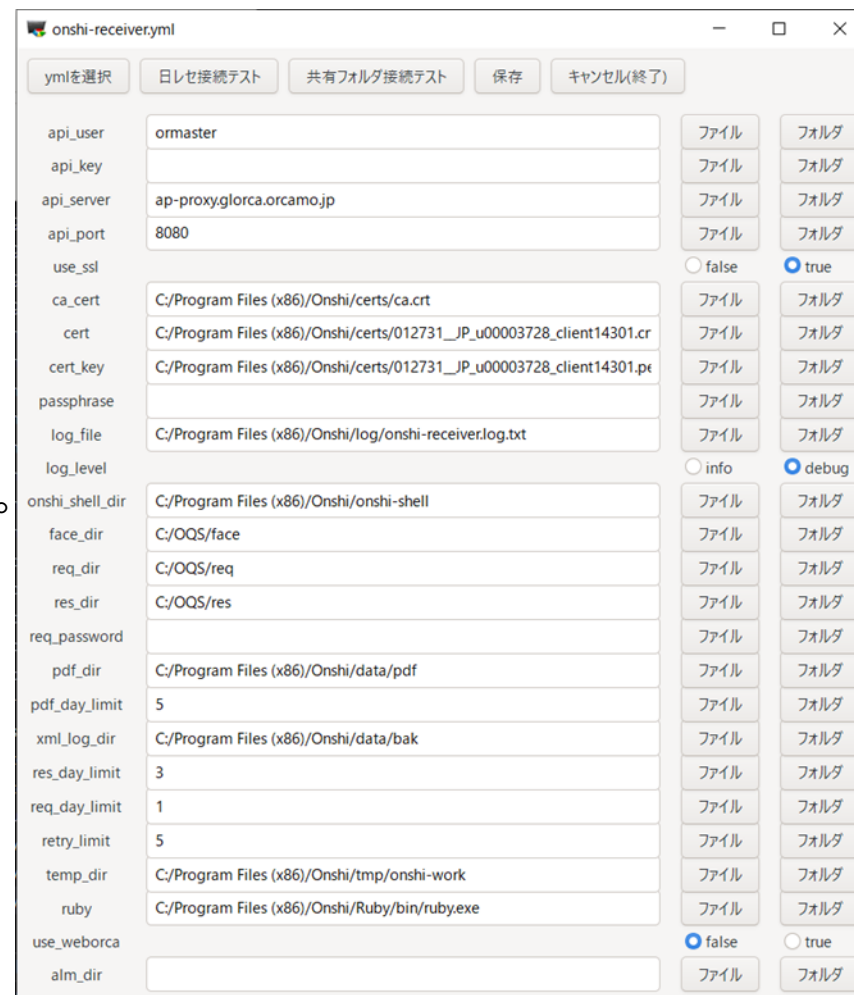 onshi-receiver.yml
ymlを選択 日レセ接続テスト 共有フォルダ接続テスト 保存 キャンセル(終了)
api_user ormaster ファイル フォルダ
api_key ファイル フォルダ
api_server ap-proxy.glorca.orcamo.jp ファイル フォルダ
api_port 8080 ファイル フォルダ
use_ssl false true
ca_cert C:/Program Files (x86)/Onshi/certs/ca.crt ファイル フォルダ
cert C:/Program Files (x86)/Onshi/certs/012731__JP_u00003728_client14301.cr ファイル フォルダ
cert_key C:/Program Files (x86)/Onshi/certs/012731__JP_u00003728_client14301.pe ファイル フォルダ
passphrase ファイル フォルダ
log_file C:/Program Files (x86)/Onshi/log/onshi-receiver.log.txt ファイル フォルダ
log_level info debug
onshi_shell_dir C:/Program Files (x86)/Onshi/onshi-shell ファイル フォルダ
face_dir C:/OQS/face ファイル フォルダ
req_dir C:/OQS/req ファイル フォルダ
res_dir C:/OQS/res ファイル フォルダ
req_password ファイル フォルダ
pdf_dir C:/Program Files (x86)/Onshi/data/pdf ファイル フォルダ
pdf_day_limit 5 ファイル フォルダ
xml_log_dir C:/Program Files (x86)/Onshi/data/bak ファイル フォルダ
res_day_limit 3 ファイル フォルダ
req_day_limit 1 ファイル フォルダ
retry_limit 5 ファイル フォルダ
temp_dir C:/Program Files (x86)/Onshi/tmp/onshi-work ファイル フォルダ
ruby C:/Program Files (x86)/Onshi/Ruby/bin/ruby.exe ファイル フォルダ
use_weborca false true
alm_dir ファイル フォルダ